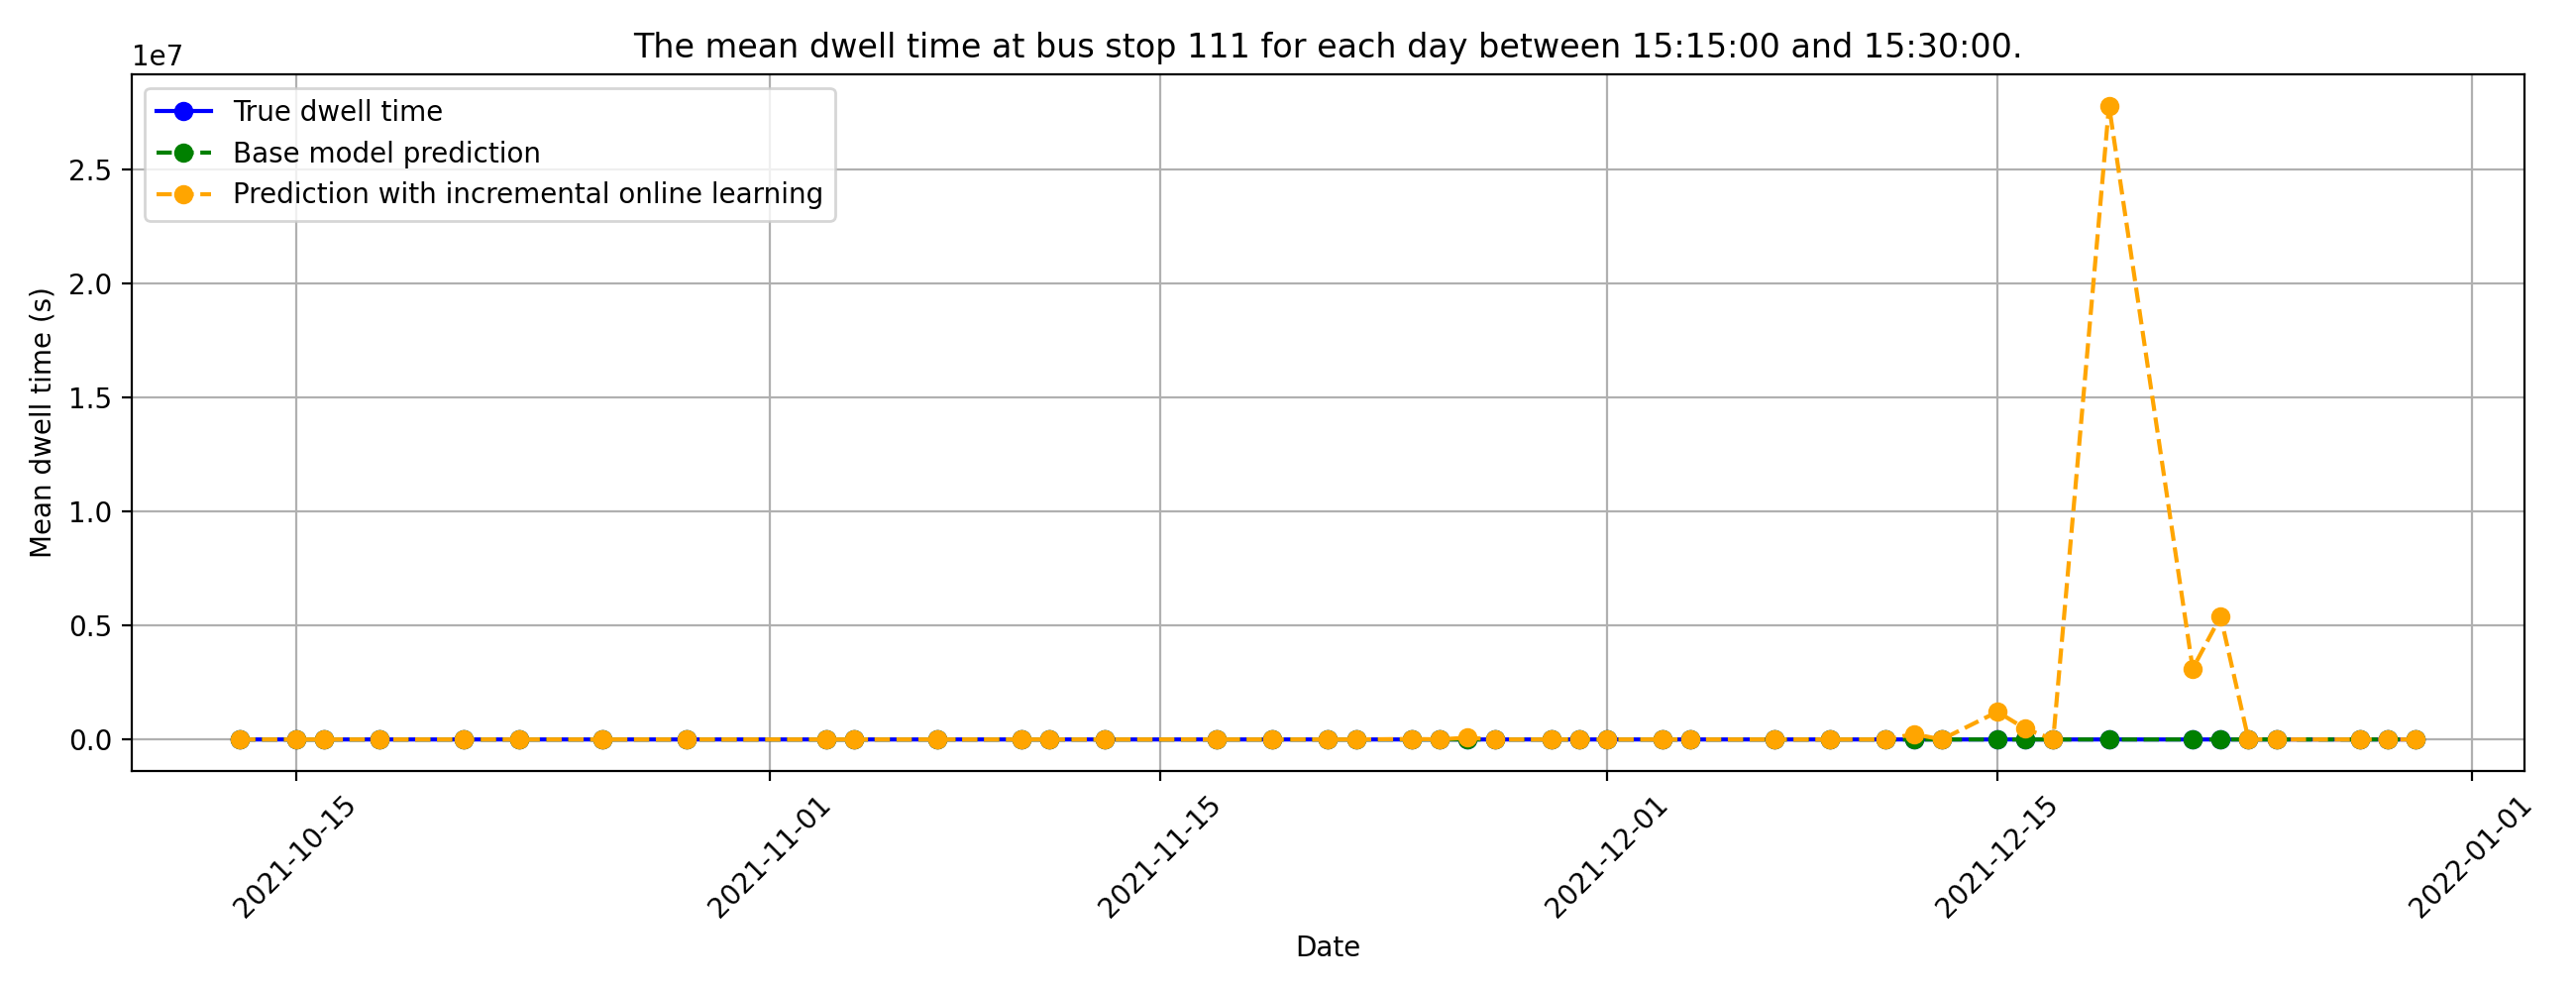 The mean dwell time at bus stop 111 for each day between 15:15:00 and 15:30:00.
1e7
True dwell time
Base model prediction
Prediction with incremental online learning
2.5
2.0
1.5
1.0
0.5
0.0
Mean dwell time (s)
2021-10-15
2021-11-01
2021-11-15
2021-12-01
2021-12-15
2022-01-01
Date